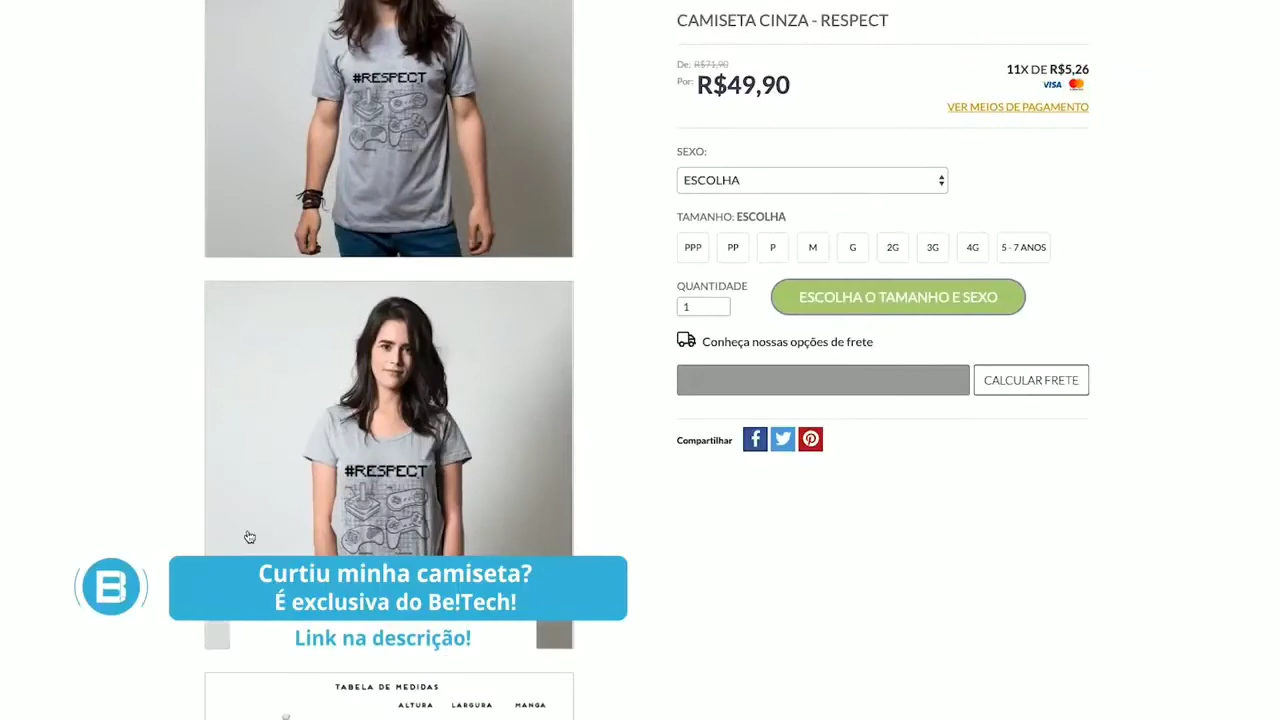 #RESPECT
CAMISETA CINZA - RESPECT
De: R$71,90
Por: R$49,90
11X DE R$5,26
VISA
VER MEIOS DE PAGAMENTO
SEXO:
ESCOLHA
TAMANHO: ESCOLHA
PPP PP P M G 2G 3G 4G 5 - 7 ANOS
QUANTIDADE
1
ESCOLHA O TAMANHO E SEXO
Conheça nossas opções de frete
CALCULAR FRETE
Compartilhar
#RESPECT
B
Curtiu minha camiseta?
É exclusiva do Be!Tech!
Link na descrição!
TABELA DE MEDIDAS
ALTURA LARGURA MANGA